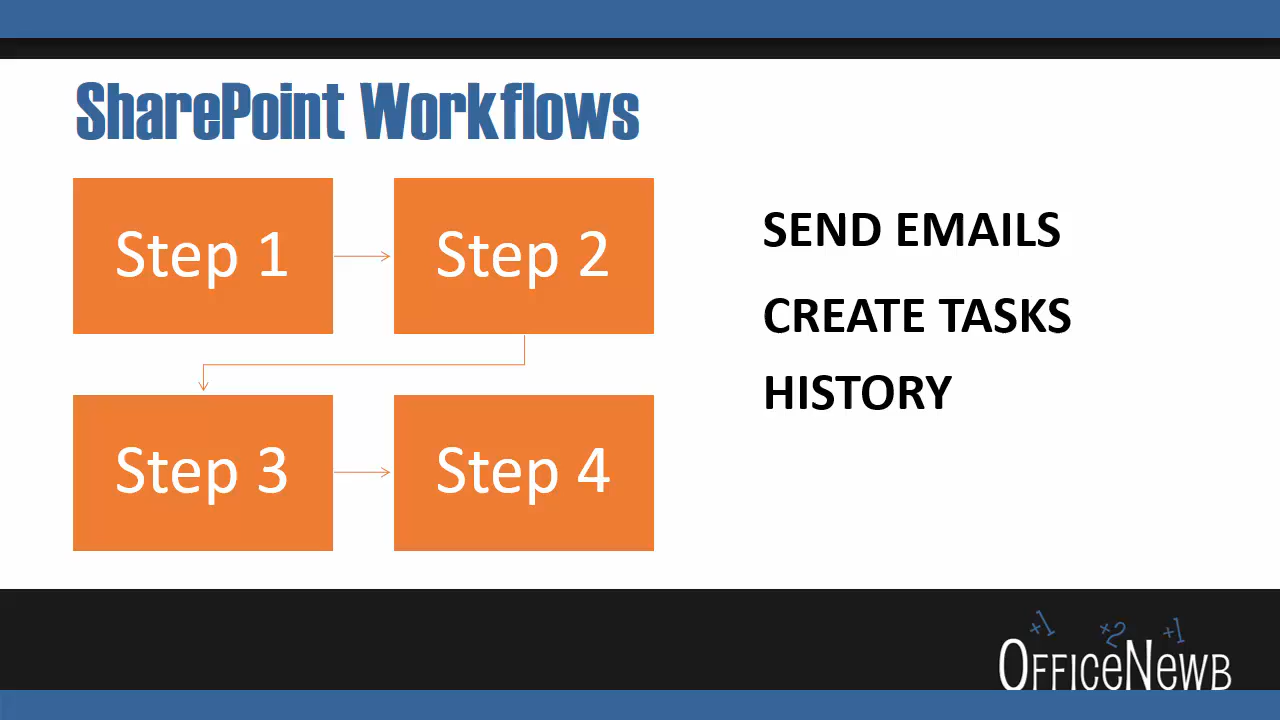 SharePoint Workflows
Step 1
Step 2
Step 3
Step 4
SEND EMAILS
CREATE TASKS
HISTORY
+1 +2 +1
OFFICENEWB